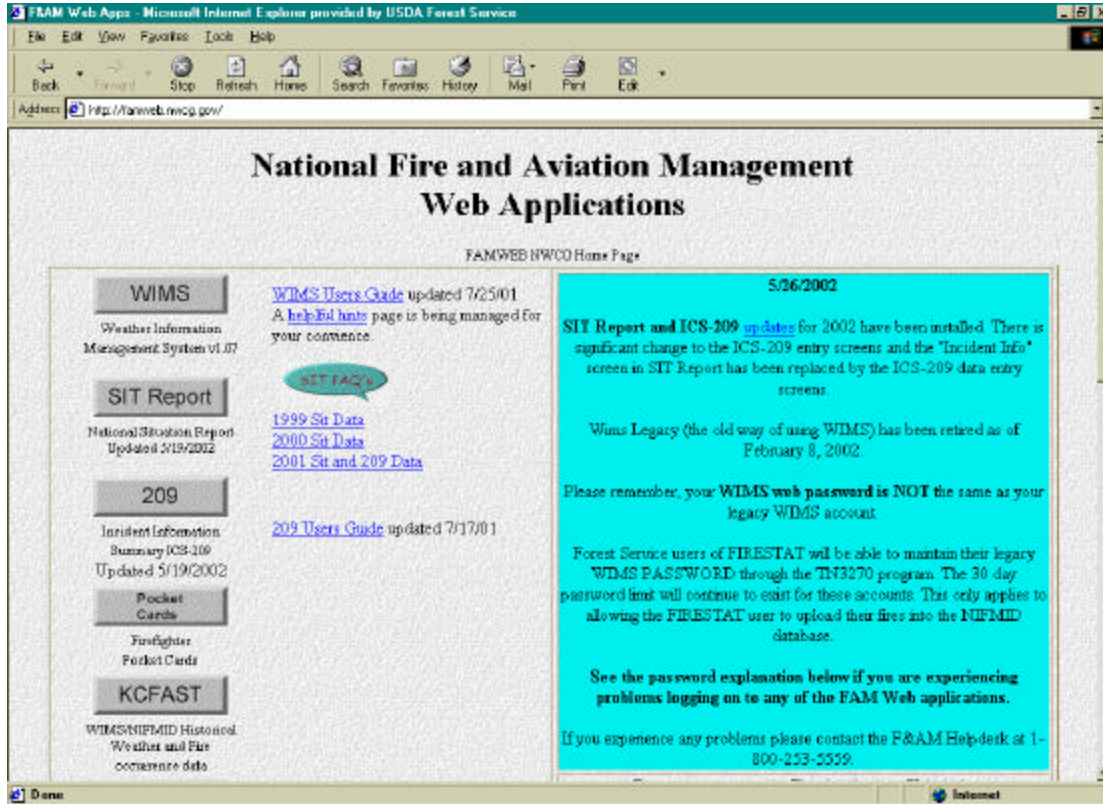 F&AM Web Apps - Microsoft Internet Explorer provided by USDA Forest Service
File Edit View Favorites Tools Help
Back Forward Stop Refresh Home Search Favorites History Mail Print Edit
Address http://famweb.nwcg.gov/
National Fire and Aviation Management
Web Applications
FAMWEB NWCG Home Page
WIMS
Weather Information
Management System v1.07
SIT Report
National Situation Report
Updated 5/19/2002
209
Incident Information
Summary ICS-209
Updated 5/19/2002
Pocket
Cards
Firefighter
Pocket Cards
KCFAST
WIMS/NIFMID Historical
Weather and Fire
occurrence data
WIMS Users Guide updated 7/25/01
A helpful hints page is being managed for
your convience.
SIT FAQ's
1999 Sit Data
2000 Sit Data
2001 Sit and 209 Data
209 Users Guide updated 7/17/01
5/26/2002
SIT Report and ICS-209 updates for 2002 have been installed. There is
significant change to the ICS-209 entry screens and the "Incident Info"
screen in SIT Report has been replaced by the ICS-209 data entry
screens.
Wims Legacy (the old way of using WIMS) has been retired as of
February 8, 2002.
Please remember, your WIMS web password is NOT the same as your
legacy WIMS account.
Forest Service users of FIRESTAT will be able to maintain their legacy
WIMS PASSWORD through the TN3270 program. The 30 day
password limit will continue to exist for these accounts. This only applies to
allowing the FIRESTAT user to upload their fires into the NIFMID
database.
See the password explanation below if you are experiencing
problems logging on to any of the FAM Web applications.
If you experience any problems please contact the F&AM Helpdesk at 1-
800-253-5559.
Done
Internet